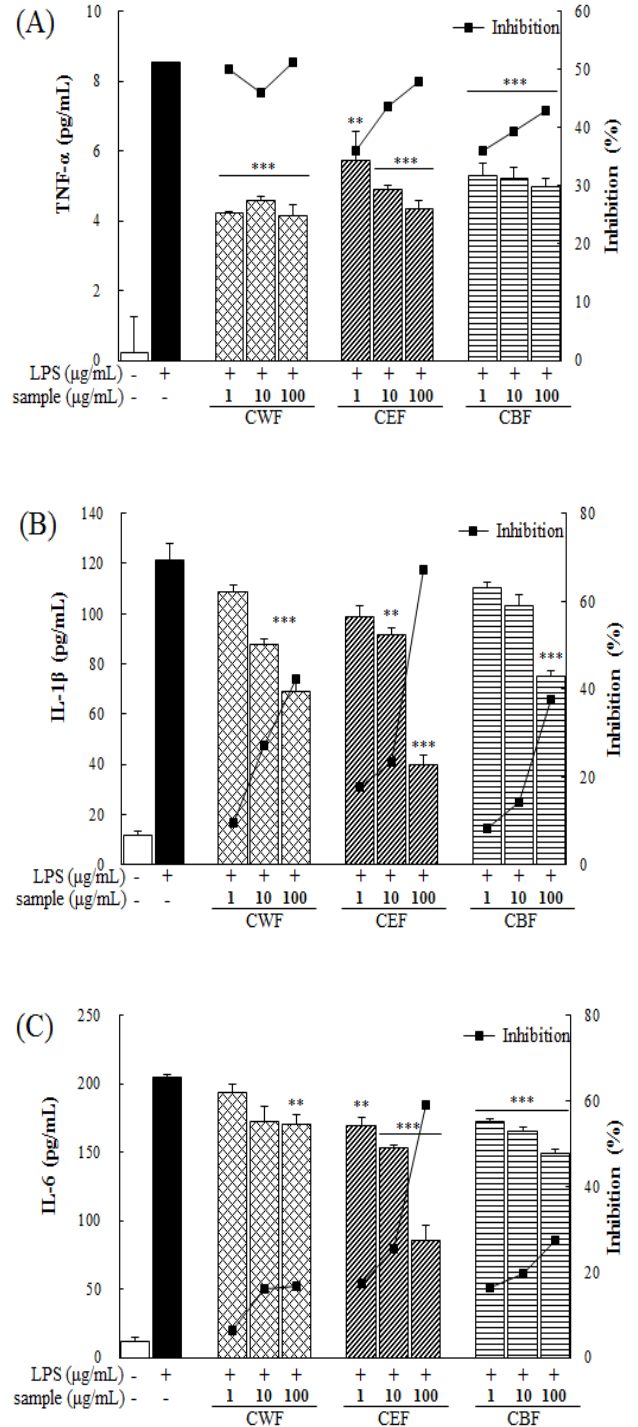 (A)
10
8
6
4
2
0
TNF-α (pg/mL)
Inhibition
60
50
40
30
20
10
0
Inhibition (%)
***
** ***
***
LPS (μg/mL) - + + + + + + + + + +
sample (μg/mL) - - 1 10 100 1 10 100 1 10 100
CWF CEF CBF
(B)
140
120
100
80
60
40
20
0
IL-1β (pg/mL)
Inhibition
80
60
40
20
0
Inhibition (%)
***
** ***
***
LPS (μg/mL) - + + + + + + + + + +
sample (μg/mL) - - 1 10 100 1 10 100 1 10 100
CWF CEF CBF
(C)
250
200
150
100
50
0
IL-6 (pg/mL)
Inhibition
80
60
40
20
0
Inhibition (%)
**
** ***
***
LPS (μg/mL) - + + + + + + + + + +
sample (μg/mL) - - 1 10 100 1 10 100 1 10 100
CWF CEF CBF